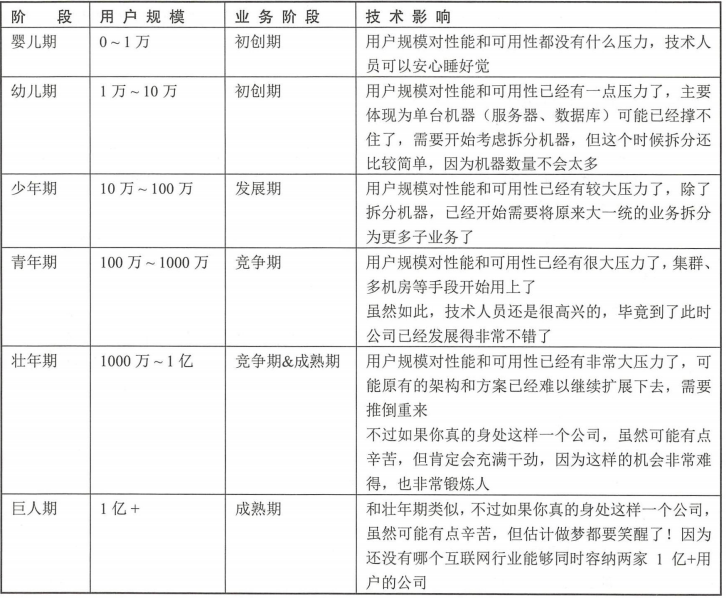 阶 段 用户规模 业务阶段 技术影响
婴儿期 0~1万 初创期 用户规模对性能和可用性都没有什么压力，技术人
员可以安心睡好觉
幼儿期 1万~10万 初创期 用户规模对性能和可用性已经有一点压力了，主要
体现为单台机器（服务器、数据库）可能已经撑不
住了，需要开始考虑拆分机器，但这个时候拆分还
比较简单，因为机器数量不会太多
少年期 10万~100万 发展期 用户规模对性能和可用性已经有较大压力了，除了
拆分机器，已经开始需要将原来大一统的业务拆分
为更多子业务了
青年期 100万~1000万 竞争期 用户规模对性能和可用性已经有很大压力了，集群、
多机房等手段开始用上了
虽然如此，技术人员还是很高兴的，毕竟到了此时
公司已经发展得非常不错了
壮年期 1000万~1亿 竞争期&成熟期 用户规模对性能和可用性已经有非常大压力了，可
能原有的架构和方案已经难以继续扩展下去，需要
推倒重来
不过如果你真的身处这样一个公司，虽然可能有点
辛苦，但肯定会充满干劲，因为这样的机会非常难
得，也非常锻炼人
巨人期 1亿+ 成熟期 和壮年期类似，不过如果你真的身处这样一个公司，
虽然可能有点辛苦，但估计做梦都要笑醒了！因为
还没有哪个互联网行业能够同时容纳两家 1 亿+用
户的公司